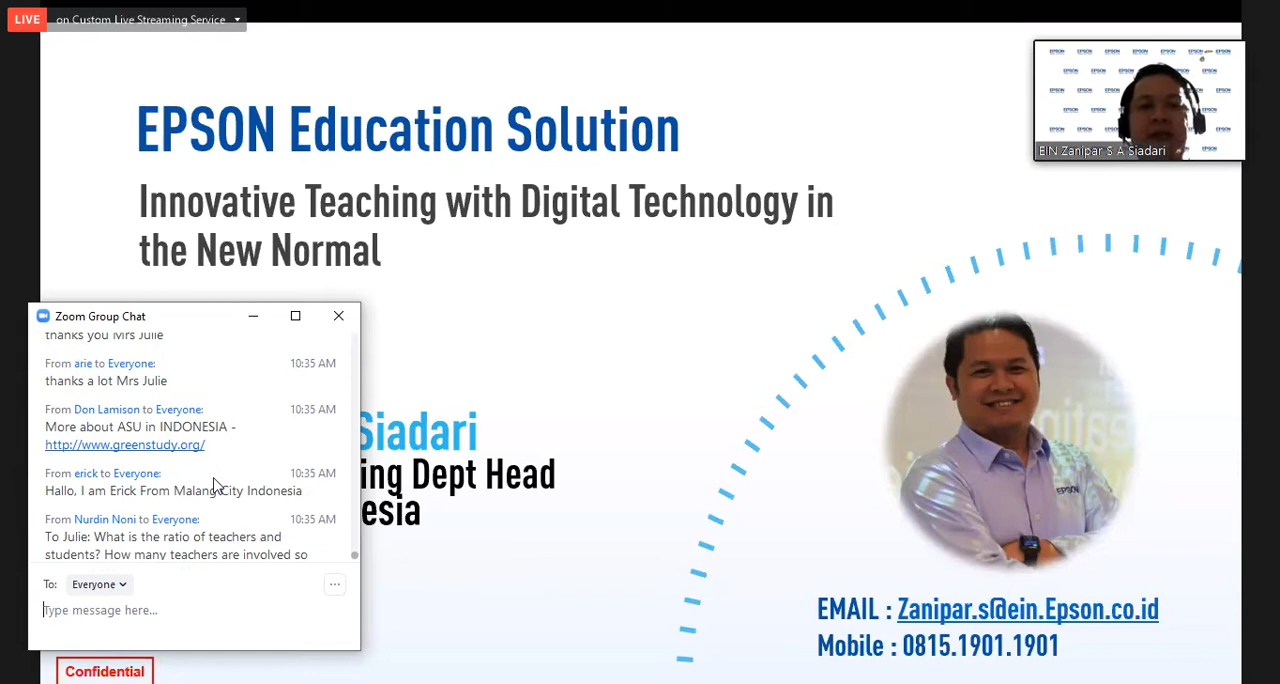 LIVE on Custom Live Streaming Service
EPSON Education Solution
Innovative Teaching with Digital Technology in
the New Normal
EIN Zanipar S A Siadari
Zoom Group Chat
thanks you Mrs Julie
From arie to Everyone: 10:35 AM
thanks a lot Mrs Julie
From Don Lamison to Everyone: 10:35 AM
More about ASU in INDONESIA -
http://www.greenstudy.org/
From erick to Everyone: 10:35 AM
Hallo, I am Erick From Malang City Indonesia
From Nurdin Noni to Everyone: 10:35 AM
To Julie: What is the ratio of teachers and
students? How many teachers are involved so
To: Everyone
Type message here...
Siadari
ing Dept Head
esia
EPSON
EMAIL : Zanipar.s@ein.Epson.co.id
Mobile : 0815.1901.1901
Confidential